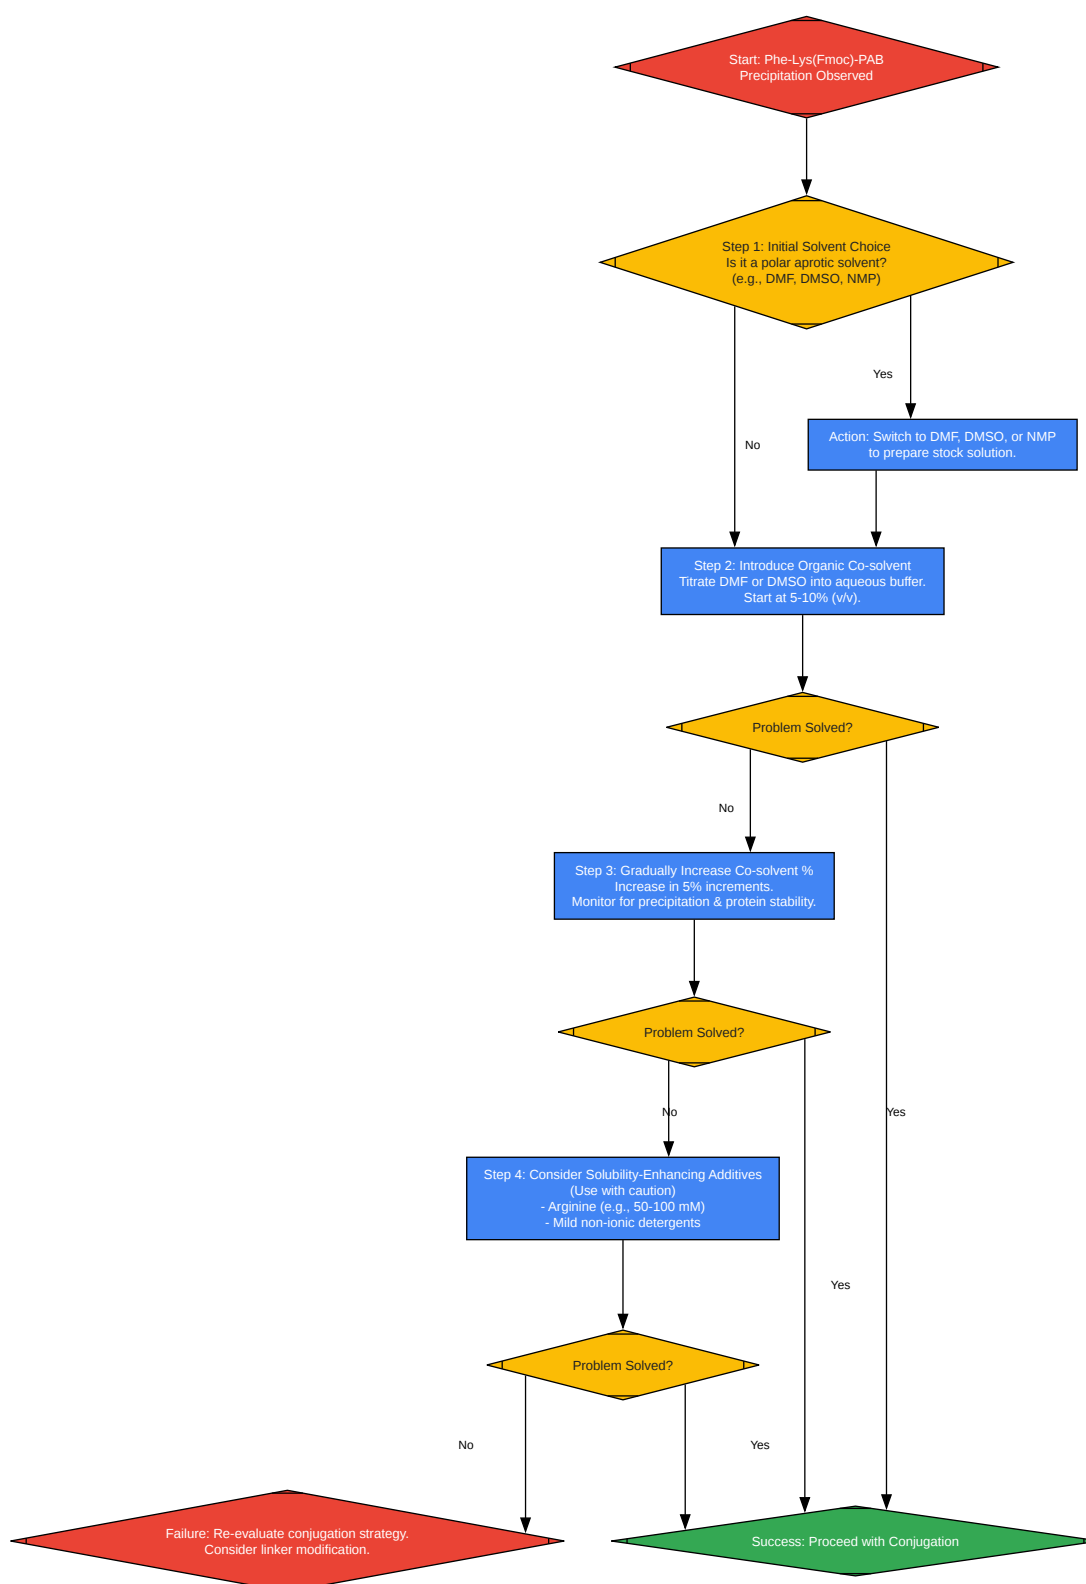 Start: Phe-Lys(Fmoc)-PAB
Precipitation Observed
Step 1: Initial Solvent Choice
Is it a polar aprotic solvent?
(e.g., DMF, DMSO, NMP)
Yes
No
Action: Switch to DMF, DMSO, or NMP
to prepare stock solution.
Step 2: Introduce Organic Co-solvent
Titrate DMF or DMSO into aqueous buffer.
Start at 5-10% (v/v).
Problem Solved?
No
Step 3: Gradually Increase Co-solvent %
Increase in 5% increments.
Monitor for precipitation & protein stability.
Problem Solved?
No
Yes
Step 4: Consider Solubility-Enhancing Additives
(Use with caution)
- Arginine (e.g., 50-100 mM)
- Mild non-ionic detergents
Yes
Problem Solved?
No
Yes
Failure: Re-evaluate conjugation strategy.
Consider linker modification.
Success: Proceed with Conjugation